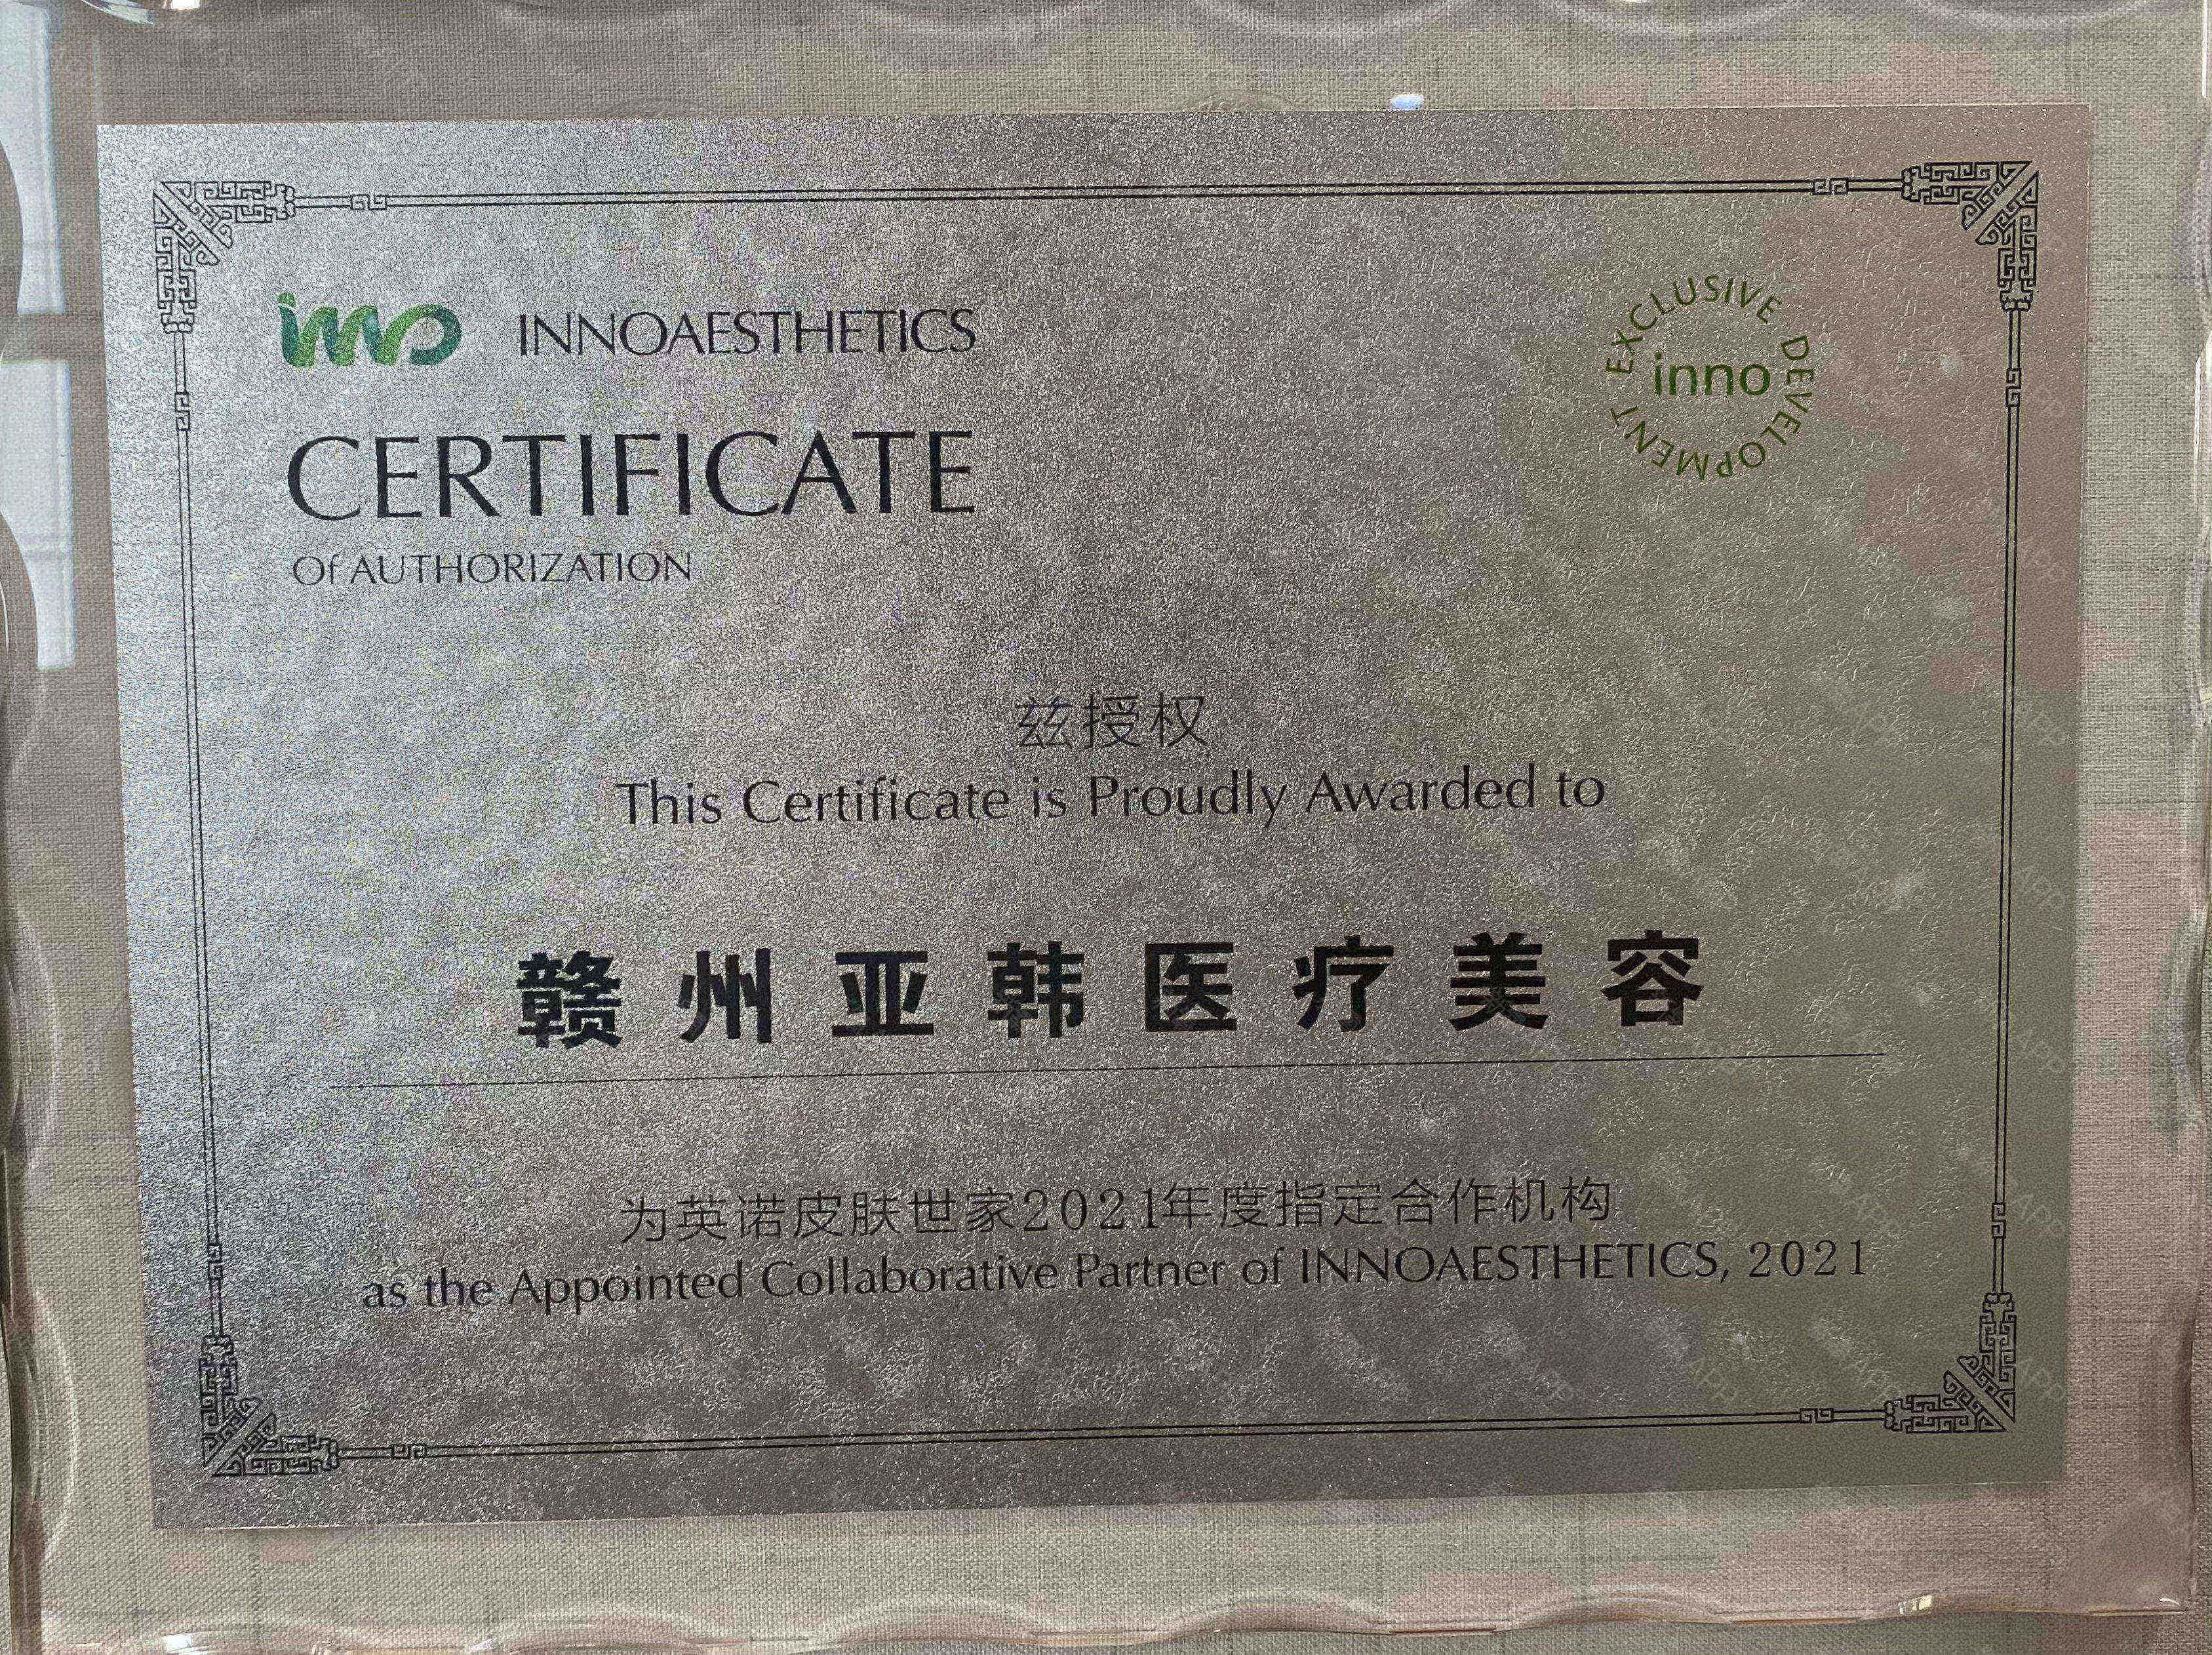 inno INNOAESTHETICS
EXCLUSIVE DEVELOPMENT
inno
CERTIFICATE
Of AUTHORIZATION
兹授权
This Certificate is Proudly Awarded to
赣州亚韩医疗美容
为英诺皮肤世家2021年度指定合作机构
as the Appointed Collaborative Partner of INNOAESTHETICS, 2021